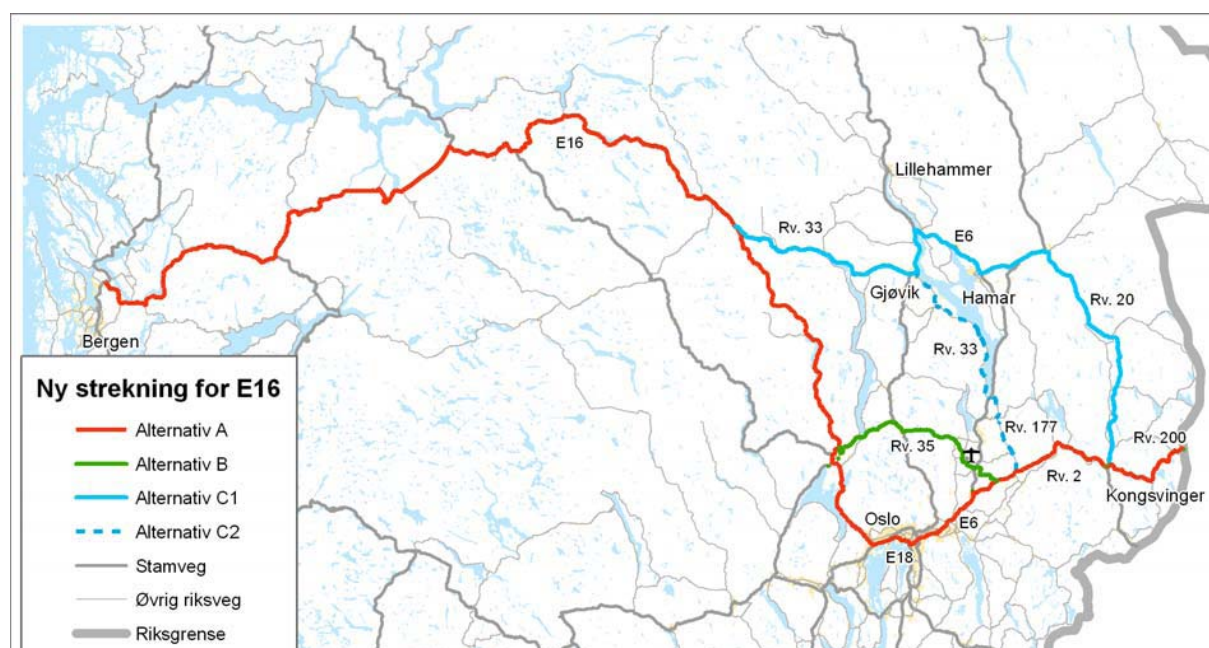 E16
Lillehammer
Rv. 33
E6
Gjøvik
Hamar
Rv. 20
Bergen
Rv. 33
Ny strekning for E16
Alternativ A
Alternativ B
Alternativ C1
Alternativ C2
Stamveg
Øvrig riksveg
Riksgrense
Rv. 177
Rv. 35
Rv. 200
Rv. 2
Kongsvinger
Oslo
E6
E18